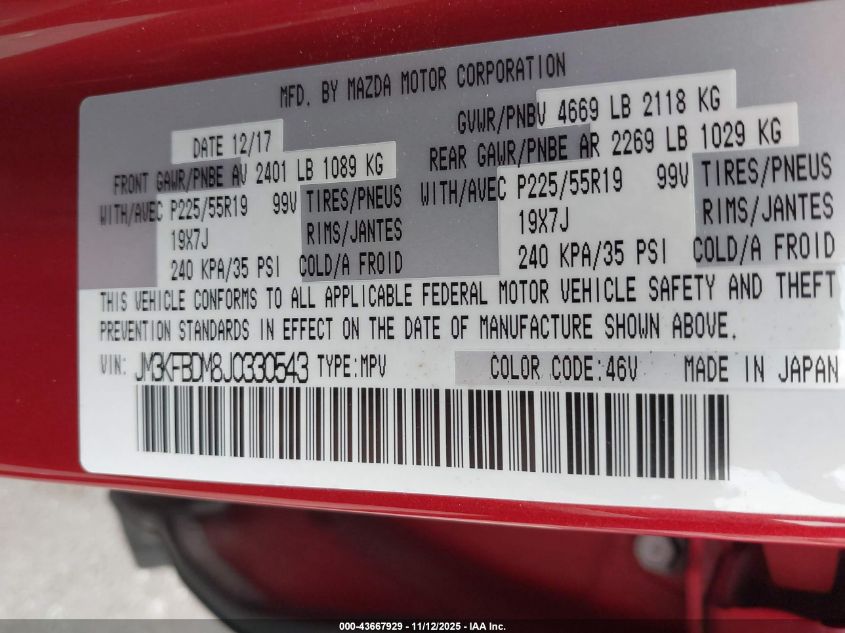 MFD. BY MAZDA MOTOR CORPORATION
DATE 12/17 GVWR/PNBV 4669 LB 2118 KG
FRONT GAWR/PNBE AV 2401 LB 1089 KG REAR GAWR/PNBE AR 2269 LB 1029 KG
WITH/AVEC P225/55R19 99V TIRES/PNEUS WITH/AVEC P225/55R19 99V TIRES/PNEUS
19X7J RIMS/JANTES 19X7J RIMS/JANTES
240 KPA/35 PSI COLD/A FROID 240 KPA/35 PSI COLD/A FROID
THIS VEHICLE CONFORMS TO ALL APPLICABLE FEDERAL MOTOR VEHICLE SAFETY AND THEFT
PREVENTION STANDARDS IN EFFECT ON THE DATE OF MANUFACTURE SHOWN ABOVE.
VIN: JM3KFBDM8J0330543 TYPE:MPV COLOR CODE:46V MADE IN JAPAN
000-43667929 - 11/12/2025 - IAA Inc.